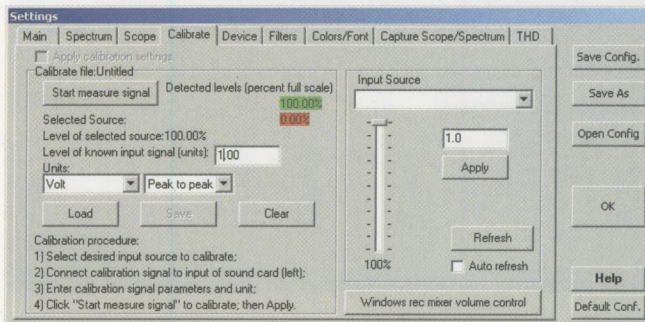 Settings
Main Spectrum Scope Calibrate Device Filters Colors/Font Capture Scope/Spectrum THD
Apply calibration settings
Calibrate file:Untitled
Start measure signal
Detected levels (percent full scale)
100.00%
0.00%
Selected Source:
Level of selected source:100.00%
Level of known input signal (units): 1.00
Units:
Volt Peak to peak
Load Save Clear
Calibration procedure:
1) Select desired input source to calibrate;
2) Connect calibration signal to input of sound card (left);
3) Enter calibration signal parameters and unit;
4) Click "Start measure signal" to calibrate; then Apply.
Input Source
1.0
Apply
Refresh
100%
Auto refresh
Windows rec mixer volume control
Save Config.
Save As
Open Config
OK
Help
Default Conf.